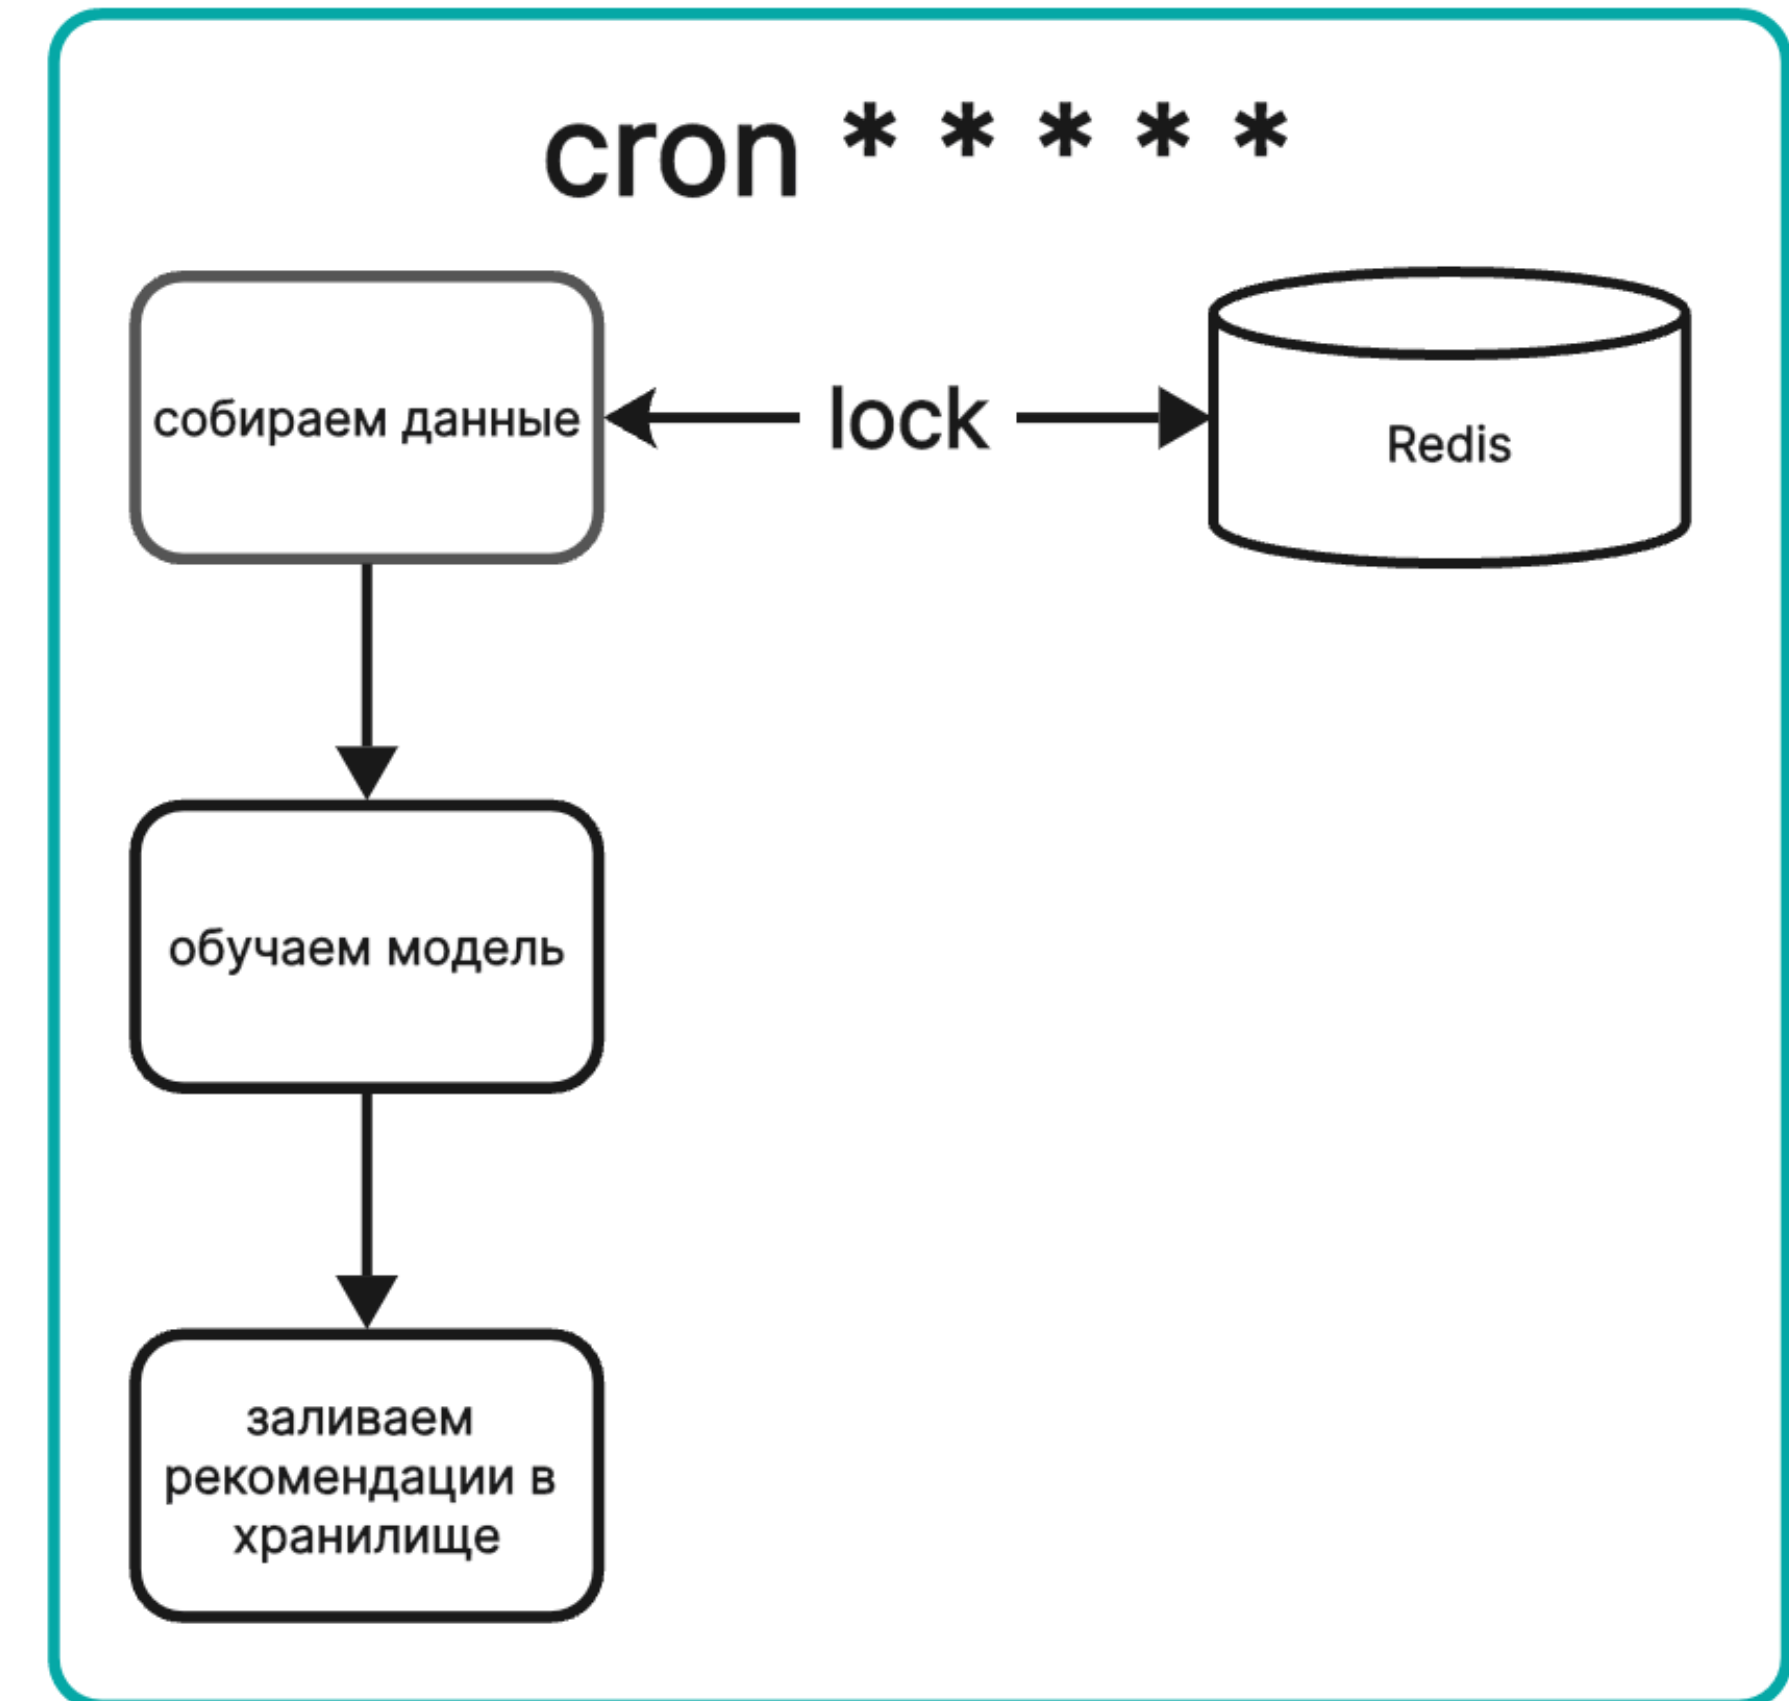 cron * * * * *
собираем данные
lock
Redis
обучаем модель
заливаем
рекомендации в
хранилище